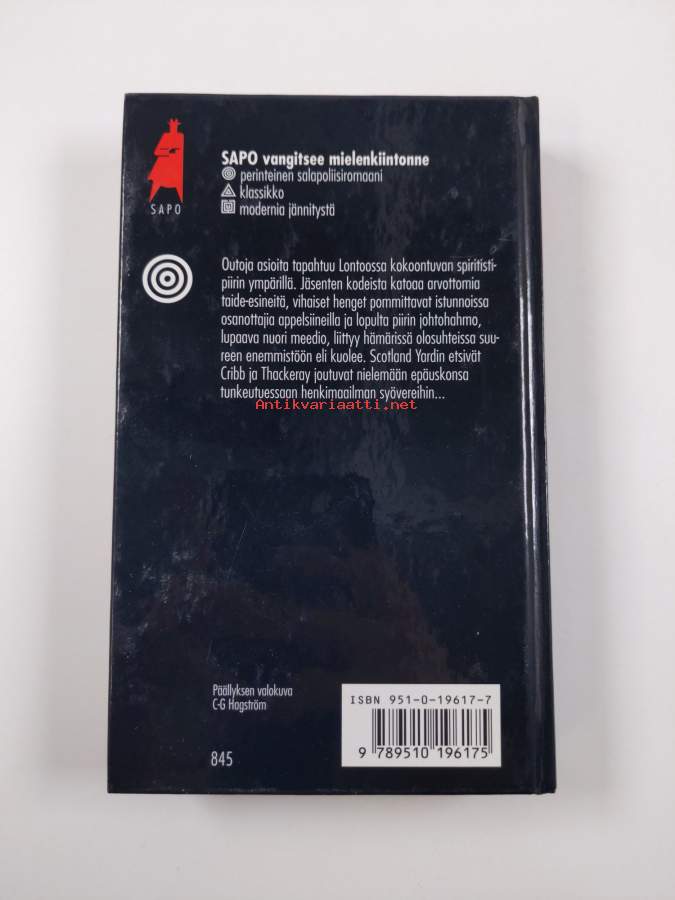 SAPO
SAPO vangitsee mielenkiintonne
perinteinen salapoliisiromaani
klassikko
modernia jännitystä
Outoja asioita tapahtuu Lontoossa kokoontuvan spiritisti-
piirin ympärillä. Jäsenten kodeista katoaa arvottomia
taide-esineitä, vihaiset henget pommittavat istunnoissa
osanottajia appelsiineilla ja lopulta piirin johtohahmo,
lupaava nuori meedio, liittyy hämärissä olosuhteissa suu-
reen enemmistöön eli kuolee. Scotland Yardin etsivät
Cribb ja Thackeray joutuvat nielemään epäuskonsa
tunkeutuessaan henkimaailman syövereihin...
Antikvariaatti.net
Päällyksen valokuva
C-G Hagström
845
ISBN 951-0-19617-7
9 789510 196175